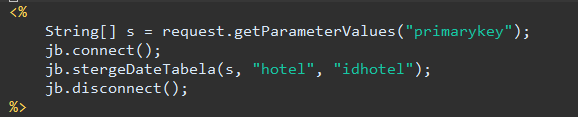 <%
String[] s = request.getParameterValues("primarykey");
jb.connect();
jb.stergeDateTabela(s, "hotel", "idhotel");
jb.disconnect();
%>